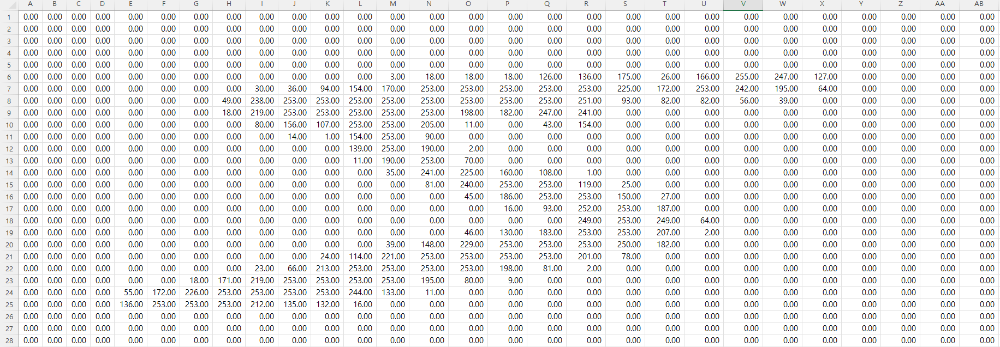 A B C D E F G H I J K L M N O P Q R S T U V W X Y Z AA AB
1 0.00 0.00 0.00 0.00 0.00 0.00 0.00 0.00 0.00 0.00 0.00 0.00 0.00 0.00 0.00 0.00 0.00 0.00 0.00 0.00 0.00 0.00 0.00 0.00 0.00 0.00 0.00 0.00
2 0.00 0.00 0.00 0.00 0.00 0.00 0.00 0.00 0.00 0.00 0.00 0.00 0.00 0.00 0.00 0.00 0.00 0.00 0.00 0.00 0.00 0.00 0.00 0.00 0.00 0.00 0.00 0.00
3 0.00 0.00 0.00 0.00 0.00 0.00 0.00 0.00 0.00 0.00 0.00 0.00 0.00 0.00 0.00 0.00 0.00 0.00 0.00 0.00 0.00 0.00 0.00 0.00 0.00 0.00 0.00 0.00
4 0.00 0.00 0.00 0.00 0.00 0.00 0.00 0.00 0.00 0.00 0.00 0.00 0.00 0.00 0.00 0.00 0.00 0.00 0.00 0.00 0.00 0.00 0.00 0.00 0.00 0.00 0.00 0.00
5 0.00 0.00 0.00 0.00 0.00 0.00 0.00 0.00 0.00 0.00 0.00 0.00 0.00 0.00 0.00 0.00 0.00 0.00 0.00 0.00 0.00 0.00 0.00 0.00 0.00 0.00 0.00 0.00
6 0.00 0.00 0.00 0.00 0.00 0.00 0.00 0.00 0.00 0.00 0.00 0.00 3.00 18.00 18.00 18.00 126.00 136.00 175.00 26.00 166.00 255.00 247.00 127.00 0.00 0.00 0.00 0.00
7 0.00 0.00 0.00 0.00 0.00 0.00 0.00 0.00 30.00 36.00 94.00 154.00 170.00 253.00 253.00 253.00 253.00 253.00 225.00 172.00 253.00 242.00 195.00 64.00 0.00 0.00 0.00 0.00
8 0.00 0.00 0.00 0.00 0.00 0.00 0.00 49.00 238.00 253.00 253.00 253.00 253.00 253.00 253.00 253.00 253.00 251.00 93.00 82.00 82.00 56.00 39.00 0.00 0.00 0.00 0.00 0.00
9 0.00 0.00 0.00 0.00 0.00 0.00 0.00 18.00 219.00 253.00 253.00 253.00 253.00 253.00 198.00 182.00 247.00 241.00 0.00 0.00 0.00 0.00 0.00 0.00 0.00 0.00 0.00 0.00
10 0.00 0.00 0.00 0.00 0.00 0.00 0.00 0.00 80.00 156.00 107.00 253.00 253.00 205.00 11.00 0.00 43.00 154.00 0.00 0.00 0.00 0.00 0.00 0.00 0.00 0.00 0.00 0.00
11 0.00 0.00 0.00 0.00 0.00 0.00 0.00 0.00 0.00 14.00 1.00 154.00 253.00 90.00 0.00 0.00 0.00 0.00 0.00 0.00 0.00 0.00 0.00 0.00 0.00 0.00 0.00 0.00
12 0.00 0.00 0.00 0.00 0.00 0.00 0.00 0.00 0.00 0.00 0.00 139.00 253.00 190.00 2.00 0.00 0.00 0.00 0.00 0.00 0.00 0.00 0.00 0.00 0.00 0.00 0.00 0.00
13 0.00 0.00 0.00 0.00 0.00 0.00 0.00 0.00 0.00 0.00 0.00 11.00 190.00 253.00 70.00 0.00 0.00 0.00 0.00 0.00 0.00 0.00 0.00 0.00 0.00 0.00 0.00 0.00
14 0.00 0.00 0.00 0.00 0.00 0.00 0.00 0.00 0.00 0.00 0.00 0.00 35.00 241.00 225.00 160.00 108.00 1.00 0.00 0.00 0.00 0.00 0.00 0.00 0.00 0.00 0.00 0.00
15 0.00 0.00 0.00 0.00 0.00 0.00 0.00 0.00 0.00 0.00 0.00 0.00 0.00 81.00 240.00 253.00 253.00 119.00 25.00 0.00 0.00 0.00 0.00 0.00 0.00 0.00 0.00 0.00
16 0.00 0.00 0.00 0.00 0.00 0.00 0.00 0.00 0.00 0.00 0.00 0.00 0.00 0.00 45.00 186.00 253.00 253.00 150.00 27.00 0.00 0.00 0.00 0.00 0.00 0.00 0.00 0.00
17 0.00 0.00 0.00 0.00 0.00 0.00 0.00 0.00 0.00 0.00 0.00 0.00 0.00 0.00 0.00 16.00 93.00 252.00 253.00 187.00 0.00 0.00 0.00 0.00 0.00 0.00 0.00 0.00
18 0.00 0.00 0.00 0.00 0.00 0.00 0.00 0.00 0.00 0.00 0.00 0.00 0.00 0.00 0.00 0.00 0.00 249.00 253.00 249.00 64.00 0.00 0.00 0.00 0.00 0.00 0.00 0.00
19 0.00 0.00 0.00 0.00 0.00 0.00 0.00 0.00 0.00 0.00 0.00 0.00 0.00 0.00 46.00 130.00 183.00 253.00 253.00 207.00 2.00 0.00 0.00 0.00 0.00 0.00 0.00 0.00
20 0.00 0.00 0.00 0.00 0.00 0.00 0.00 0.00 0.00 0.00 0.00 0.00 39.00 148.00 229.00 253.00 253.00 253.00 250.00 182.00 0.00 0.00 0.00 0.00 0.00 0.00 0.00 0.00
21 0.00 0.00 0.00 0.00 0.00 0.00 0.00 0.00 0.00 0.00 24.00 114.00 221.00 253.00 253.00 253.00 253.00 201.00 78.00 0.00 0.00 0.00 0.00 0.00 0.00 0.00 0.00 0.00
22 0.00 0.00 0.00 0.00 0.00 0.00 0.00 0.00 23.00 66.00 213.00 253.00 253.00 253.00 253.00 198.00 81.00 2.00 0.00 0.00 0.00 0.00 0.00 0.00 0.00 0.00 0.00 0.00
23 0.00 0.00 0.00 0.00 0.00 0.00 18.00 171.00 219.00 253.00 253.00 253.00 253.00 195.00 80.00 9.00 0.00 0.00 0.00 0.00 0.00 0.00 0.00 0.00 0.00 0.00 0.00 0.00
24 0.00 0.00 0.00 0.00 55.00 172.00 226.00 253.00 253.00 253.00 253.00 244.00 133.00 11.00 0.00 0.00 0.00 0.00 0.00 0.00 0.00 0.00 0.00 0.00 0.00 0.00 0.00 0.00
25 0.00 0.00 0.00 0.00 136.00 253.00 253.00 253.00 212.00 135.00 132.00 16.00 0.00 0.00 0.00 0.00 0.00 0.00 0.00 0.00 0.00 0.00 0.00 0.00 0.00 0.00 0.00 0.00
26 0.00 0.00 0.00 0.00 0.00 0.00 0.00 0.00 0.00 0.00 0.00 0.00 0.00 0.00 0.00 0.00 0.00 0.00 0.00 0.00 0.00 0.00 0.00 0.00 0.00 0.00 0.00 0.00
27 0.00 0.00 0.00 0.00 0.00 0.00 0.00 0.00 0.00 0.00 0.00 0.00 0.00 0.00 0.00 0.00 0.00 0.00 0.00 0.00 0.00 0.00 0.00 0.00 0.00 0.00 0.00 0.00
28 0.00 0.00 0.00 0.00 0.00 0.00 0.00 0.00 0.00 0.00 0.00 0.00 0.00 0.00 0.00 0.00 0.00 0.00 0.00 0.00 0.00 0.00 0.00 0.00 0.00 0.00 0.00 0.00